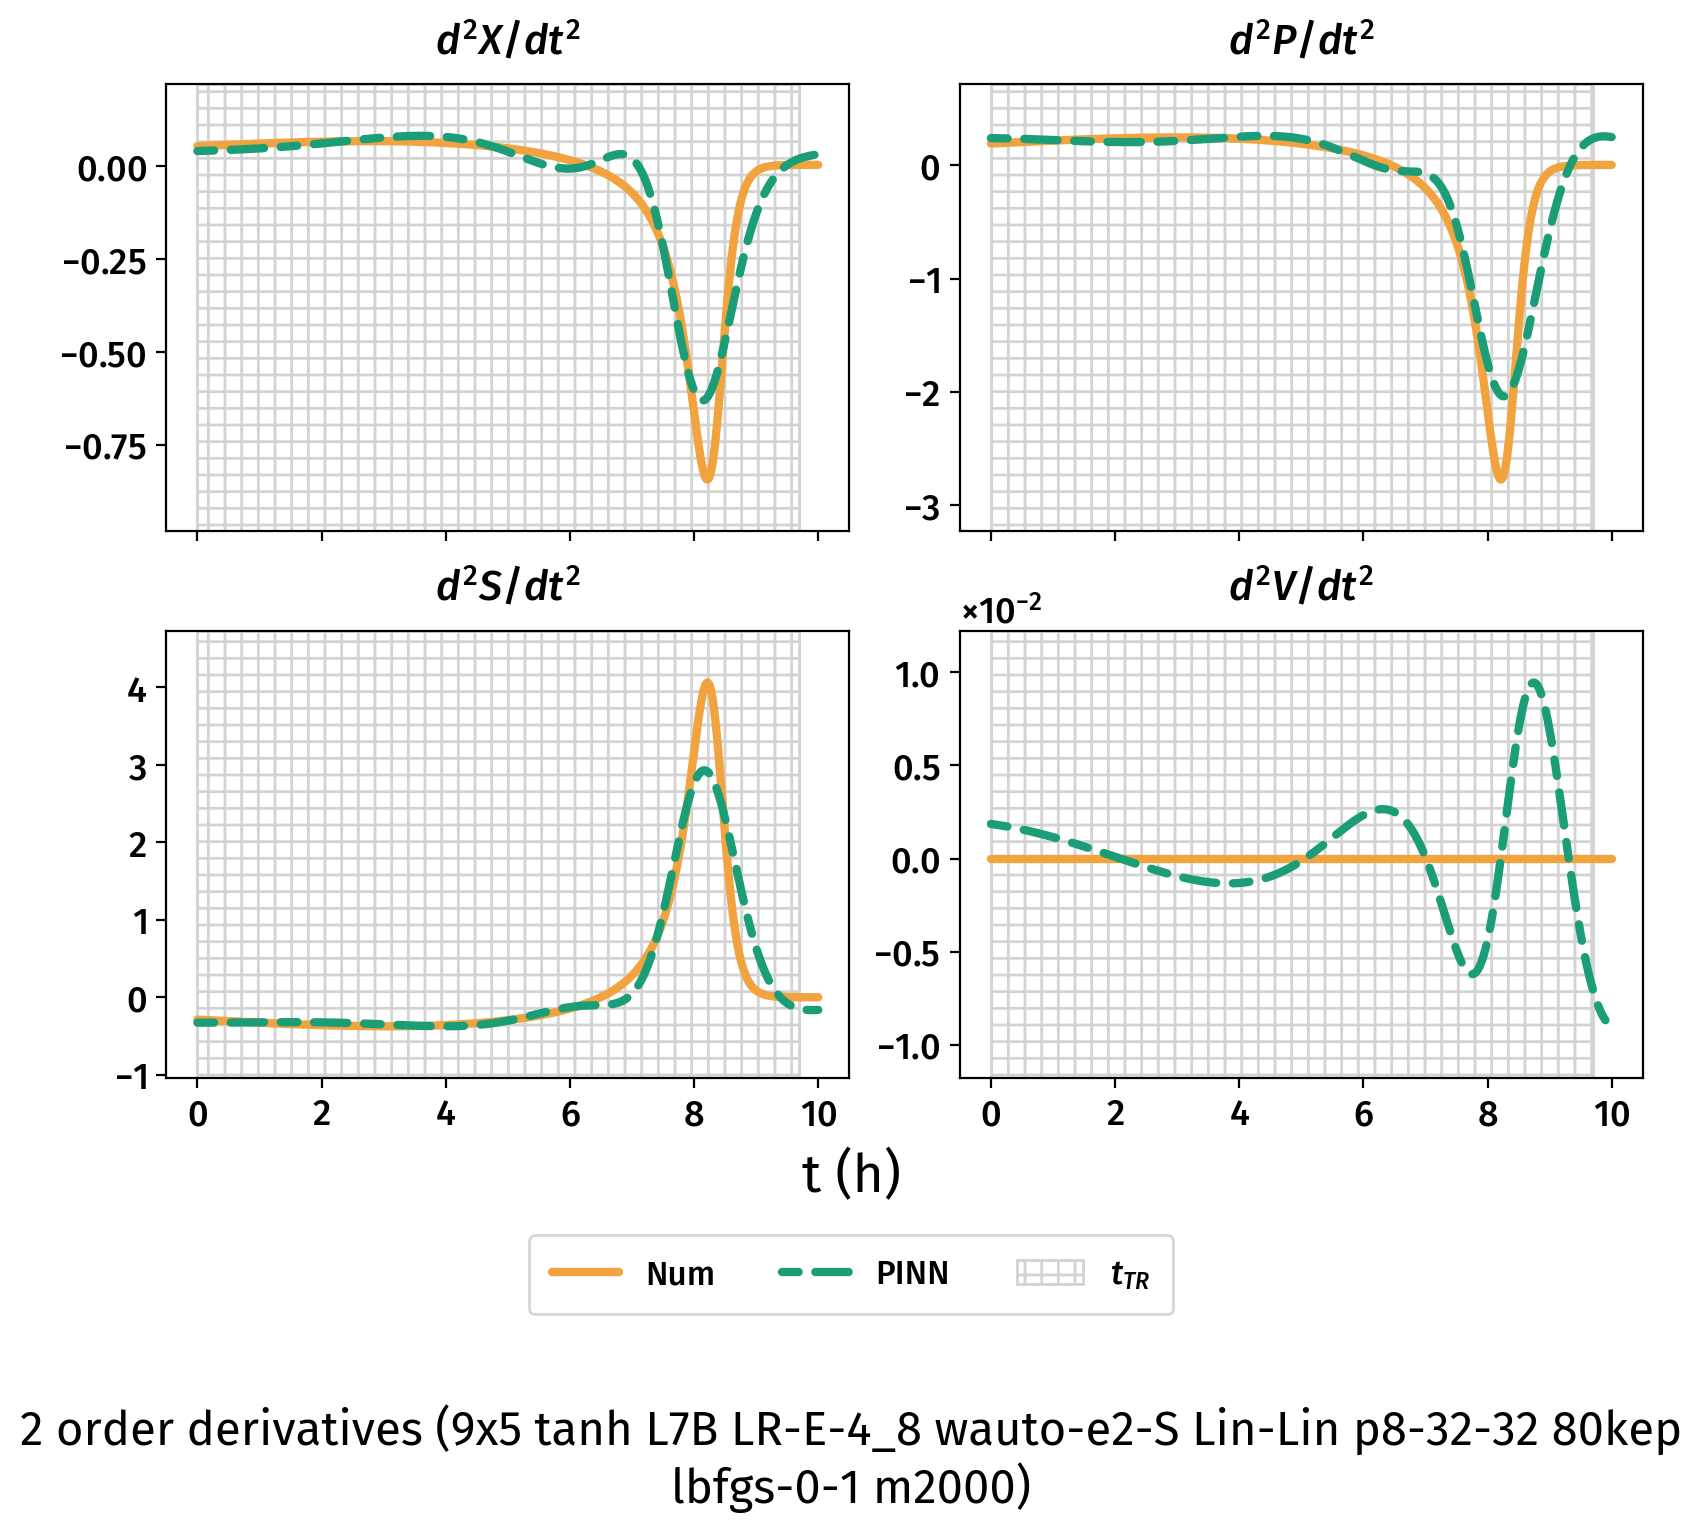 d²X/dt²
d²P/dt²
0.00
−0.25
−0.50
−0.75
0
−1
−2
−3
d²S/dt²
d²V/dt²
×10⁻²
4
3
2
1
0
−1
1.0
0.5
0.0
−0.5
−1.0
0 2 4 6 8 10
0 2 4 6 8 10
t (h)
Num PINN t_TR
2 order derivatives (9x5 tanh L7B LR-E-4_8 wauto-e2-S Lin-Lin p8-32-32 80kep
lbfgs-0-1 m2000)